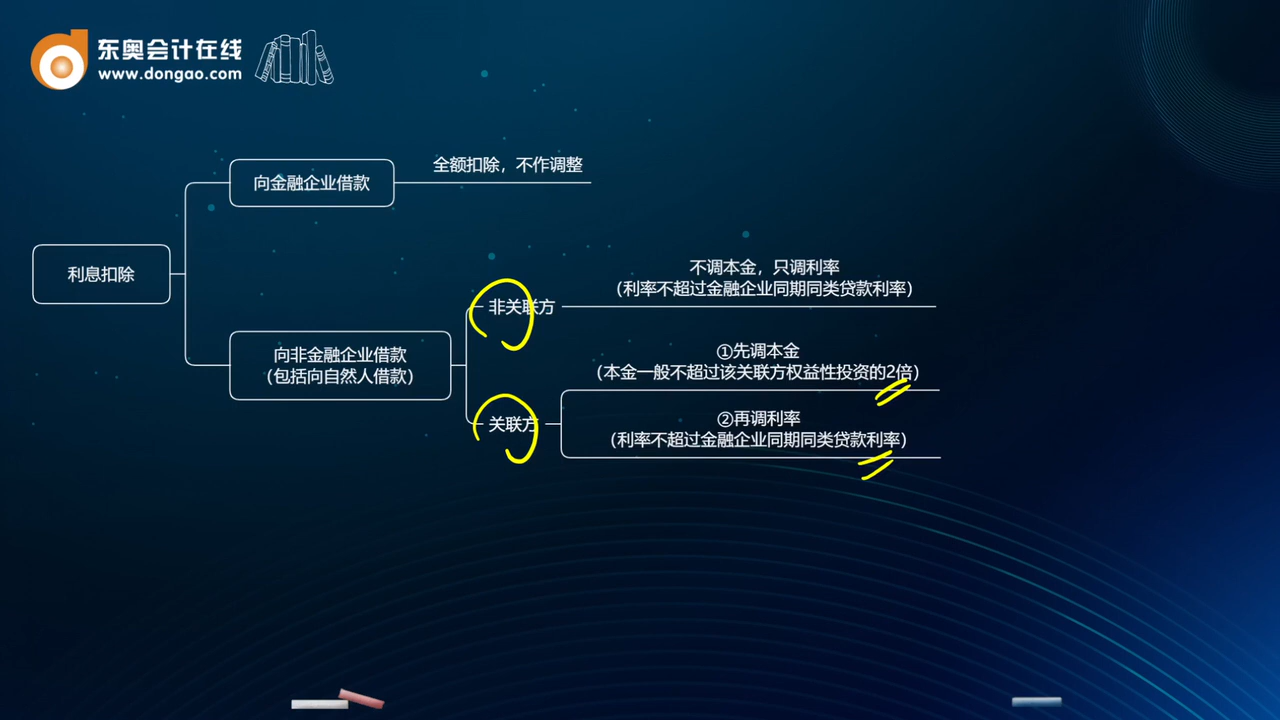 东奥会计在线
www.dongao.com
向金融企业借款
全额扣除，不作调整
利息扣除
向非金融企业借款
（包括向自然人借款）
非关联方
不调本金，只调利率
（利率不超过金融企业同期同类贷款利率）
关联方
①先调本金
（本金一般不超过该关联方权益性投资的2倍）
②再调利率
（利率不超过金融企业同期同类贷款利率）